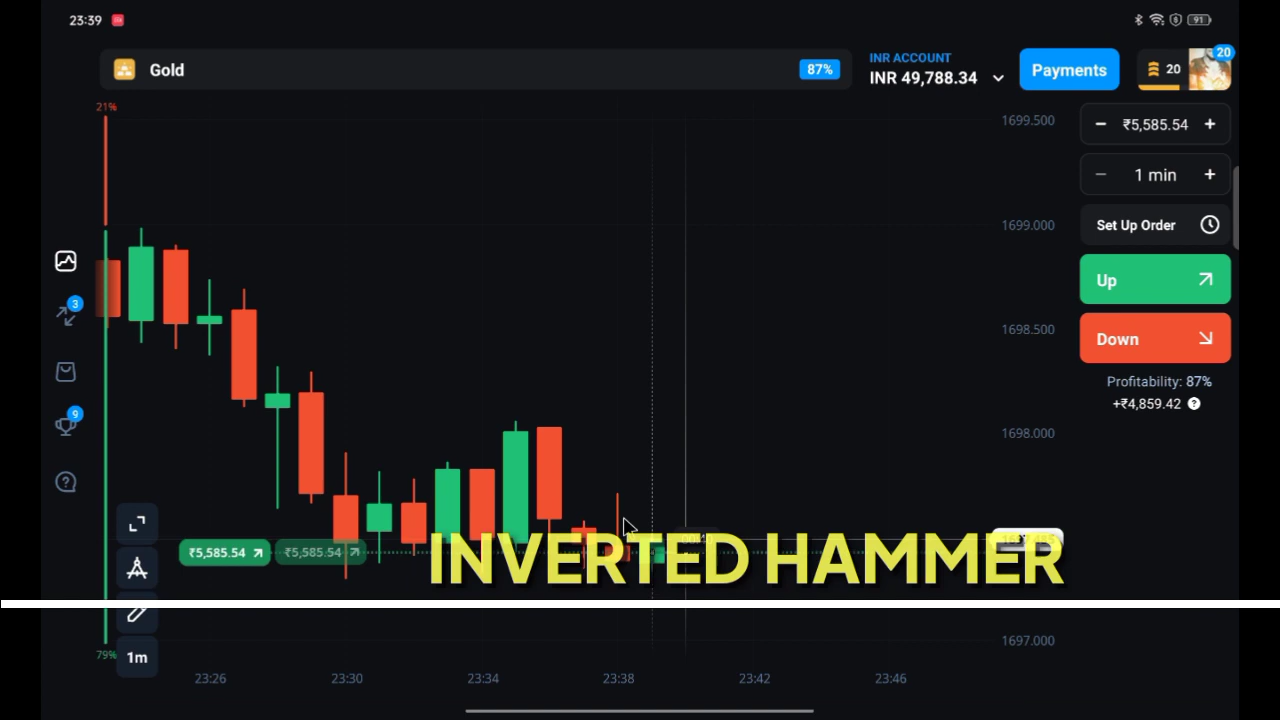 23:39
91
Gold
87%
INR ACCOUNT
INR 49,788.34
Payments
20
20
21%
1699.500
− ₹5,585.54 +
− 1 min +
1699.000
Set Up Order
Up
3
1698.500
Down
Profitability: 87%
+₹4,859.42 ?
9
1698.000
₹5,585.54
₹5,585.54
INVERTED HAMMER
1697.000
79%
1m
23:26
23:30
23:34
23:38
23:42
23:46